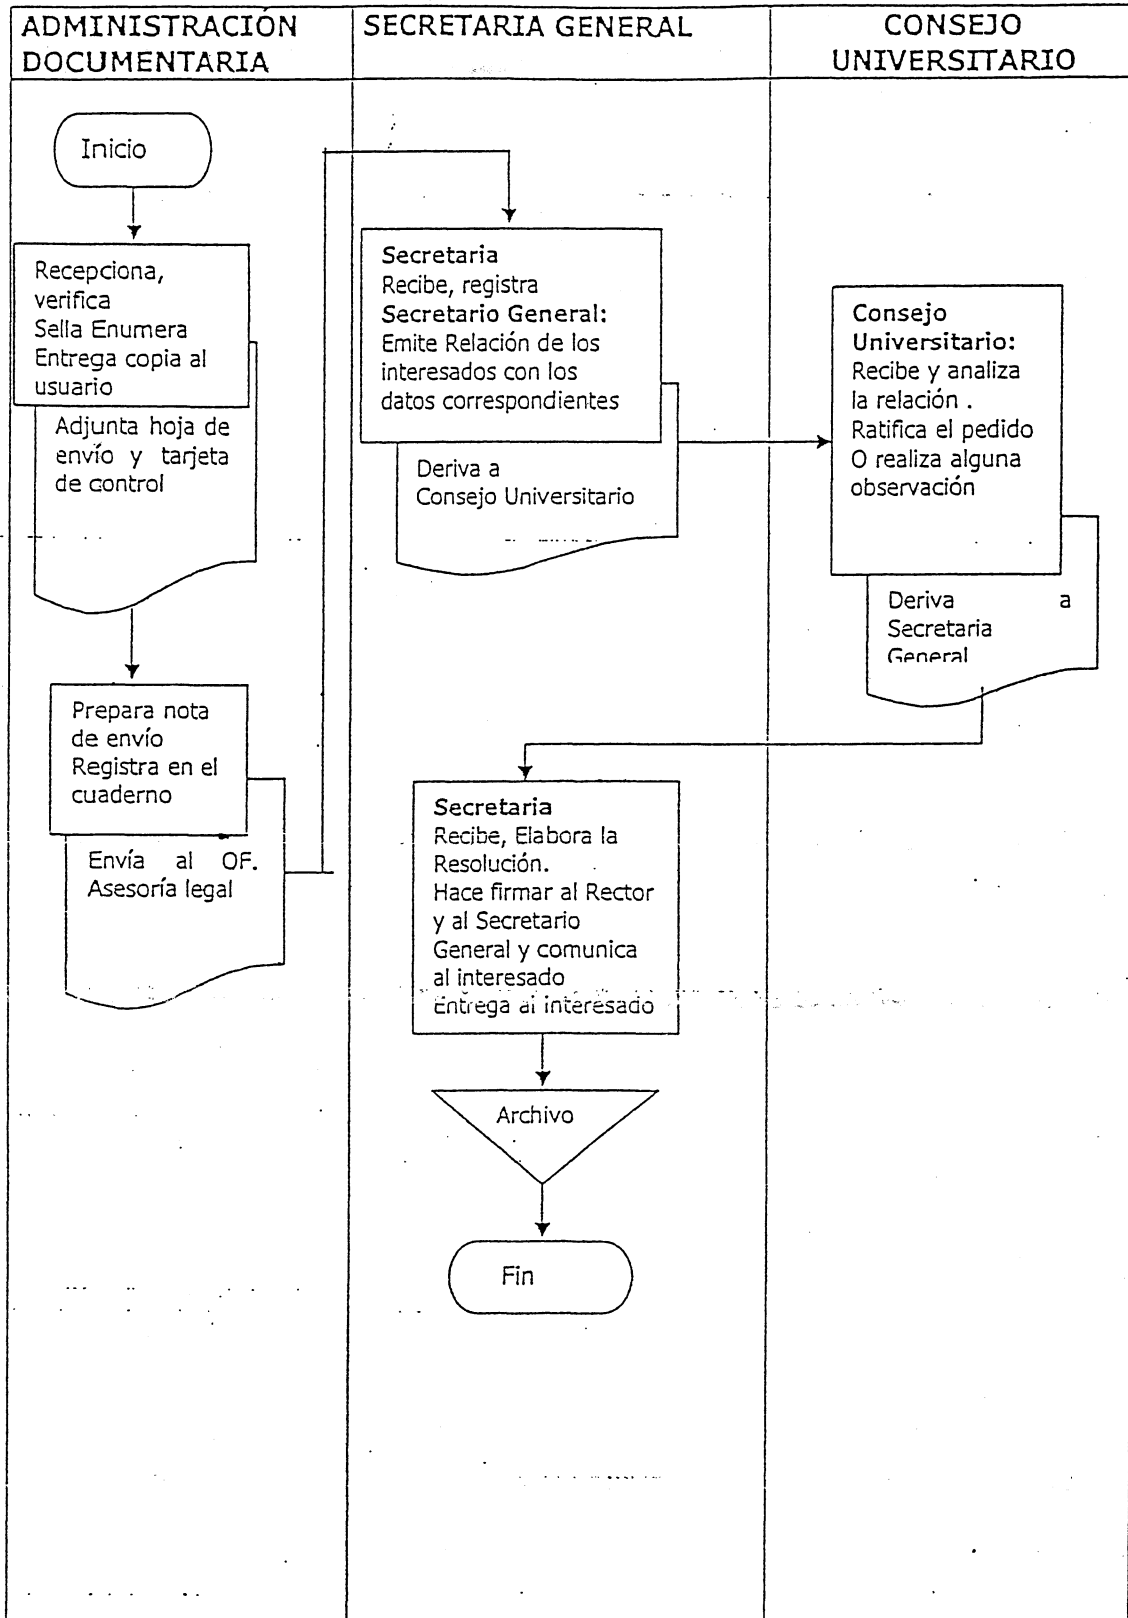 ADMINISTRACIÓN
DOCUMENTARIA
SECRETARIA GENERAL
CONSEJO
UNIVERSITARIO
Inicio
Recepciona,
verifica
Sella Enumera
Entrega copia al
usuario
Adjunta hoja de
envío y tarjeta
de control
Prepara nota
de envío
Registra en el
cuaderno
Envía al OF.
Asesoría legal
Secretaria
Recibe, registra
Secretario General:
Emite Relación de los
interesados con los
datos correspondientes
Deriva a
Consejo Universitario
Consejo
Universitario:
Recibe y analiza
la relación .
Ratifica el pedido
O realiza alguna
observación
Deriva a
Secretaria
General
Secretaria
Recibe, Elabora la
Resolución.
Hace firmar al Rector
y al Secretario
General y comunica
al interesado
Entrega al interesado
Archivo
Fin